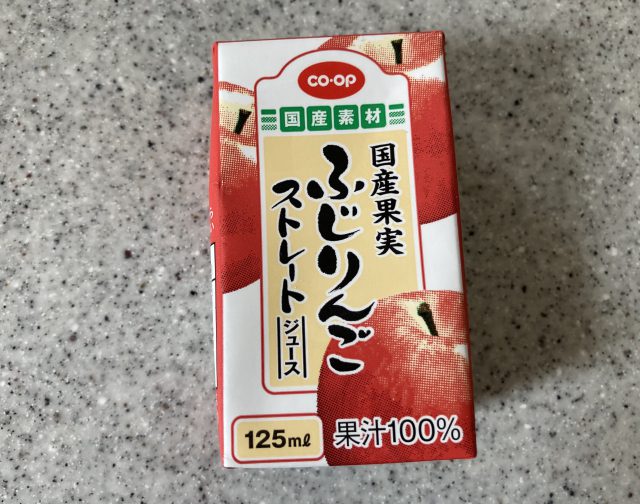 CO·OP
国産素材
国産果実
ふじりんご
ストレート
ジュース
125ml
果汁100%